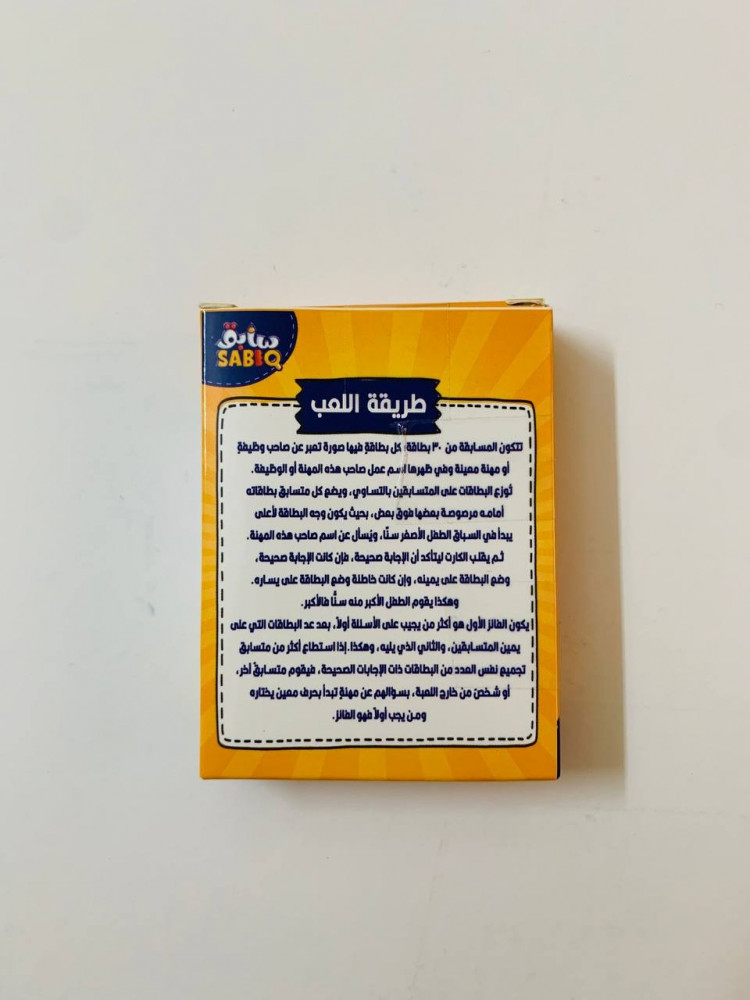 سابق
SABIQ
طريقة اللعب
تتكون المسابقة من ٣٠ بطاقة، كل بطاقةٍ فيها صورة تعبر عن صاحب وظيفةٍ
أو مهنة معينة وفي ظهرها اسم عمل صاحب هذه المهنة أو الوظيفة.
تُوزع البطاقات على المتسابقين بالتساوي، ويضع كل متسابق بطاقاته
أمامه مرصوصة بعضها فوق بعض، بحيث يكون وجه البطاقة لأعلى
يبدأ في السباق الطفل الأصغر سنًّا، ويُسأل عن اسم صاحب هذه المهنة.
ثم يقلب الكارت ليتأكد أن الإجابة صحيحة، فإن كانت الإجابة صحيحة،
وضع البطاقة على يمينه، وإن كانت خاطئة وضع البطاقة على يساره.
وهكذا يقوم الطفل الأكبر منه سنًّا فالأكبر.
يكون الفائز الأول هو أكثر من يجيب على الأسئلة أولاً، بعد عد البطاقات التي على
يمين المتسابقين، والثاني الذي يليه، وهكذا. إذا استطاع أكثر من متسابق
تجميع نفس العدد من البطاقات ذات الإجابات الصحيحة، فيقوم متسابقٌ آخر،
أو شخص من خارج اللعبة، بسؤالهم عن مهنةٍ تبدأ بحرف معين يختاره
ومن يجب أولاً فهو الفائز.